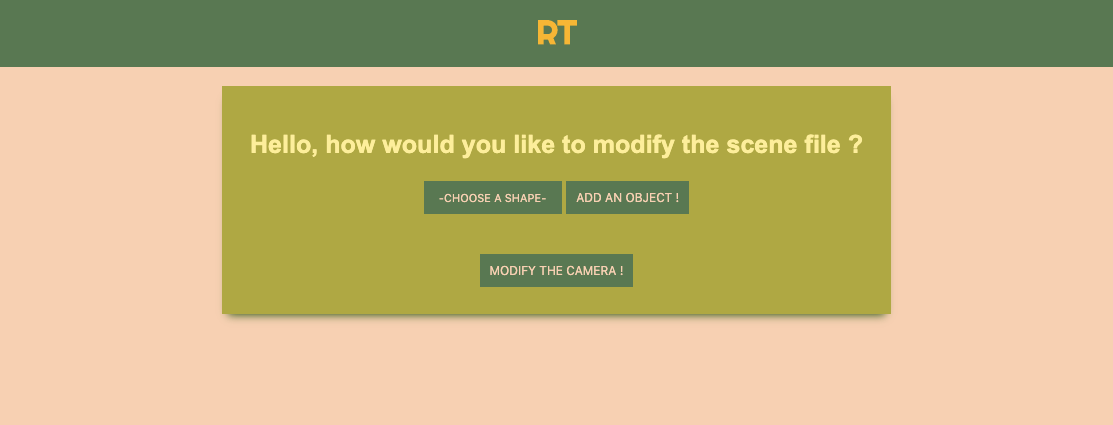 RT
Hello, how would you like to modify the scene file ?
-CHOOSE A SHAPE- ADD AN OBJECT !
MODIFY THE CAMERA !